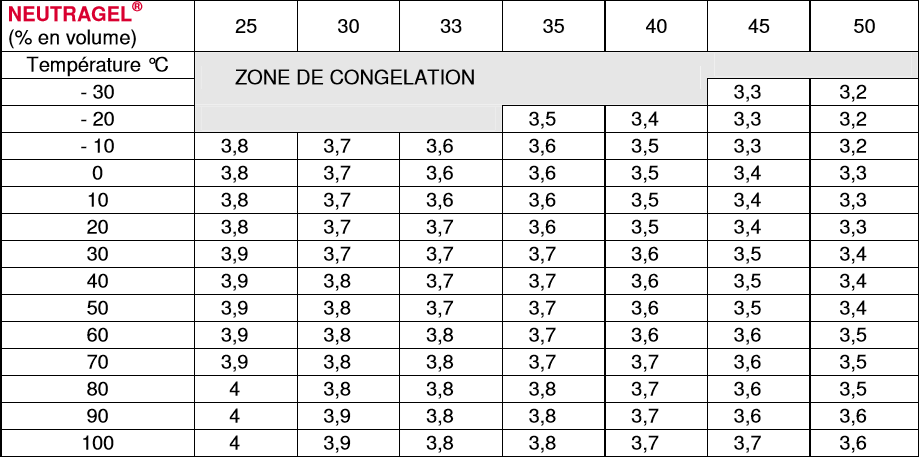 NEUTRAGEL®
(% en volume) 25 30 33 35 40 45 50
Température °C ZONE DE CONGELATION
- 30 3,3 3,2
- 20 3,5 3,4 3,3 3,2
- 10 3,8 3,7 3,6 3,6 3,5 3,3 3,2
0 3,8 3,7 3,6 3,6 3,5 3,4 3,3
10 3,8 3,7 3,6 3,6 3,5 3,4 3,3
20 3,8 3,7 3,7 3,6 3,5 3,4 3,3
30 3,9 3,7 3,7 3,7 3,6 3,5 3,4
40 3,9 3,8 3,7 3,7 3,6 3,5 3,4
50 3,9 3,8 3,7 3,7 3,6 3,5 3,4
60 3,9 3,8 3,8 3,7 3,6 3,6 3,5
70 3,9 3,8 3,8 3,7 3,7 3,6 3,5
80 4 3,8 3,8 3,8 3,7 3,6 3,5
90 4 3,9 3,8 3,8 3,7 3,6 3,6
100 4 3,9 3,8 3,8 3,7 3,7 3,6